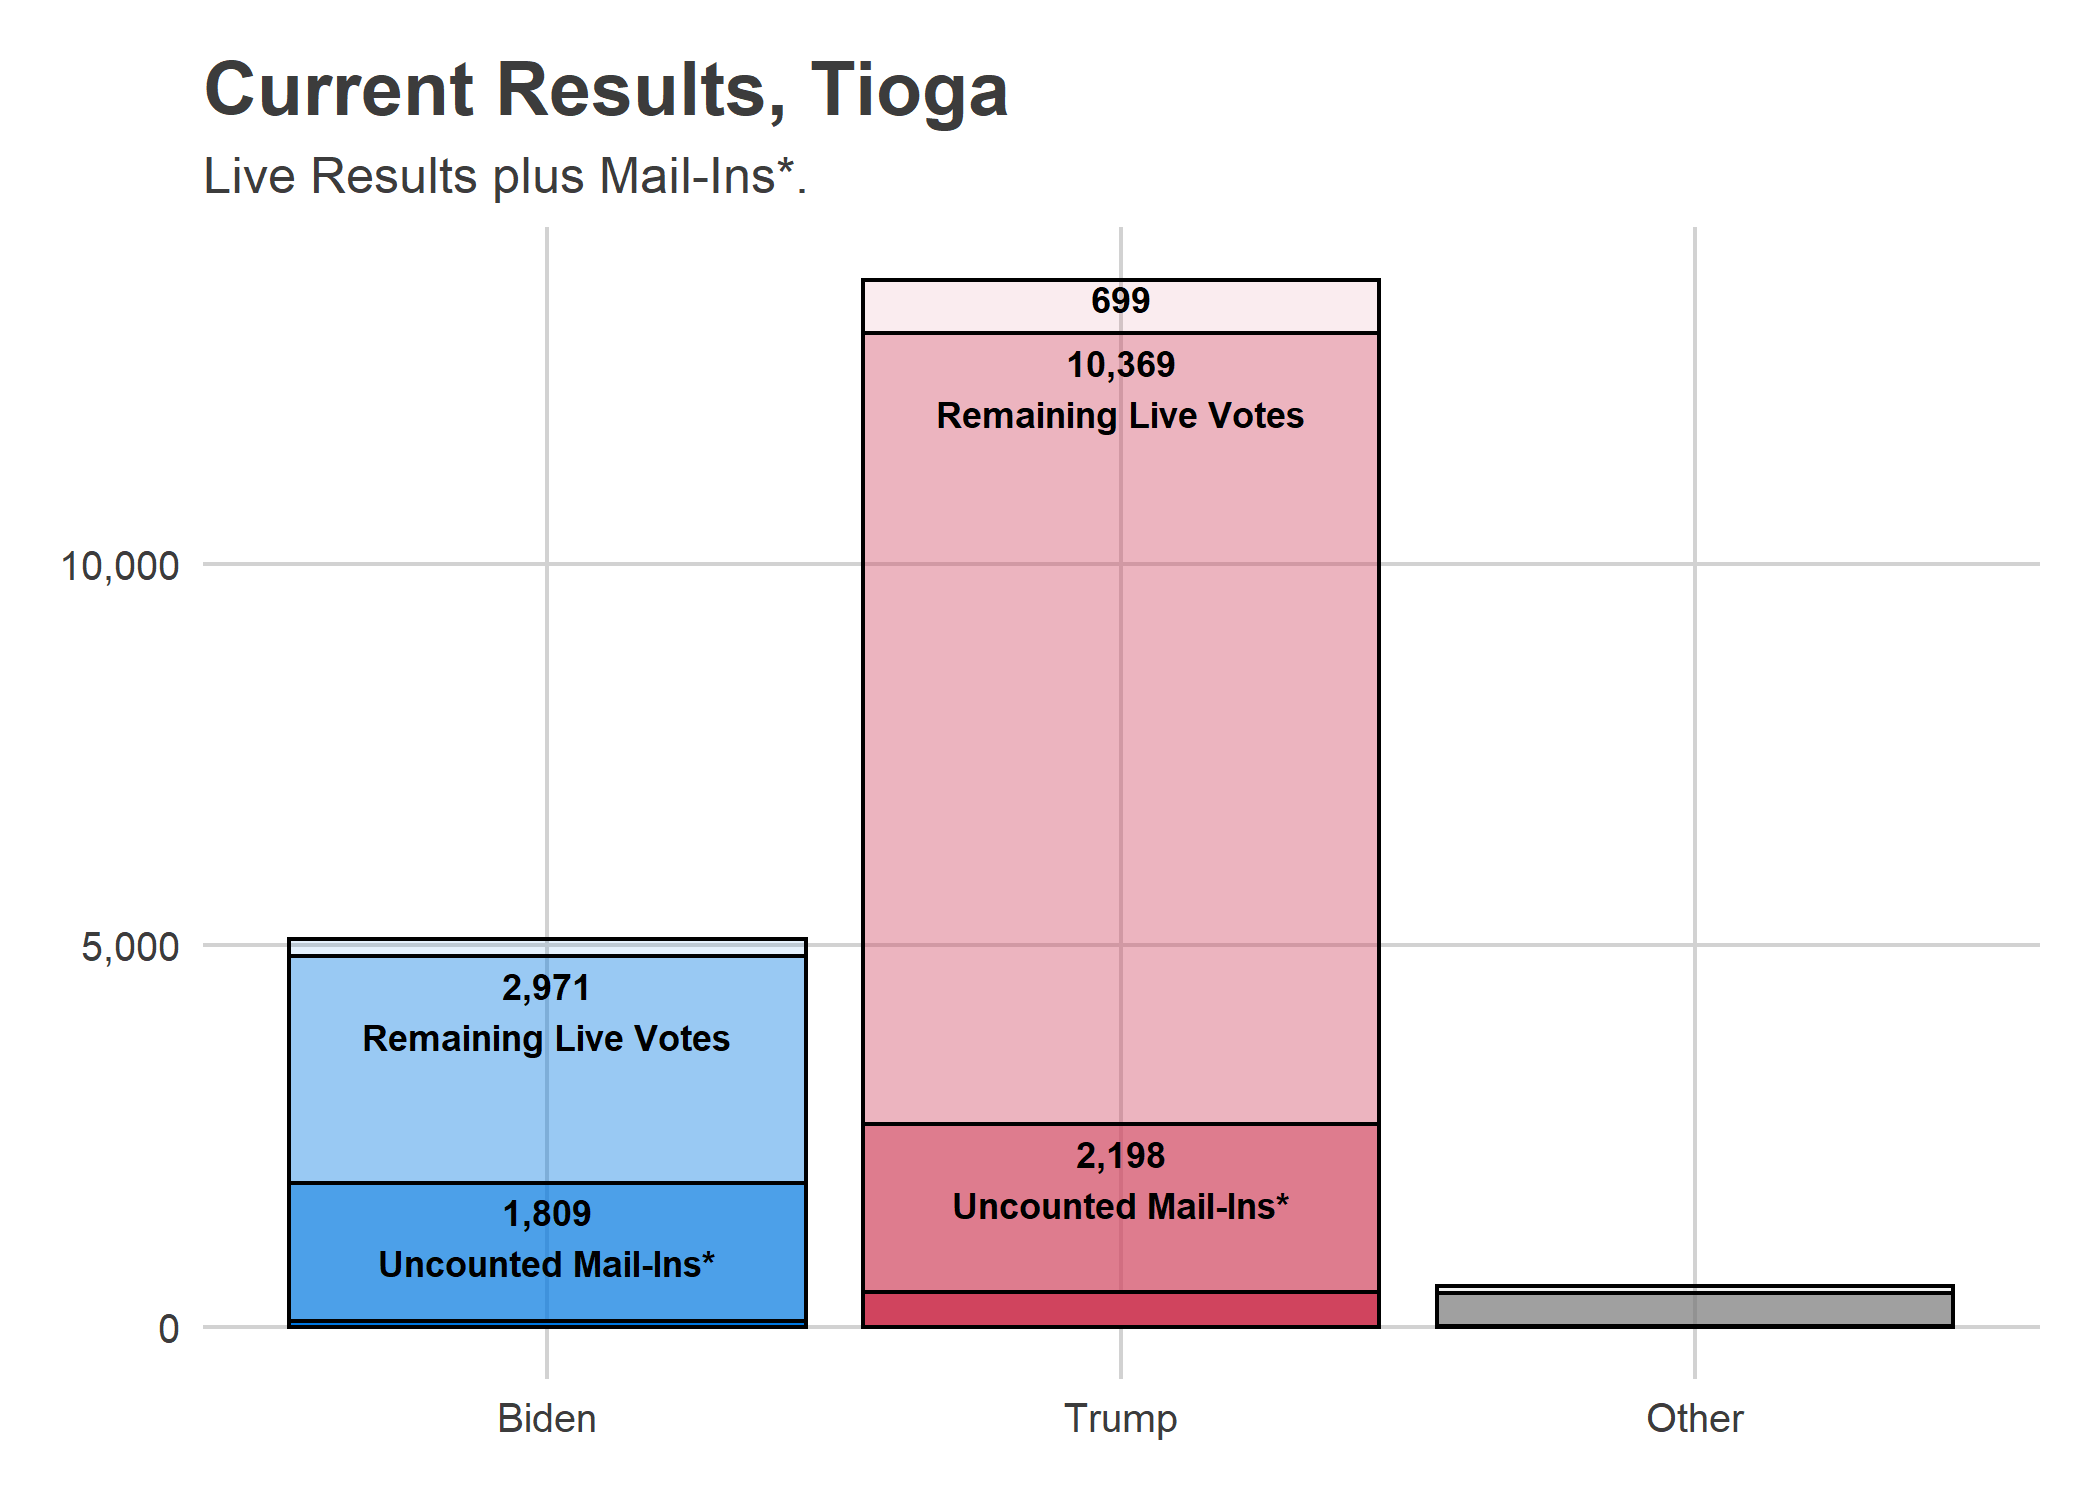 Current Results, Tioga
Live Results plus Mail-Ins*.
699
10,369
Remaining Live Votes
10,000
5,000
2,971
Remaining Live Votes
2,198
Uncounted Mail-Ins*
1,809
Uncounted Mail-Ins*
0
Biden
Trump
Other